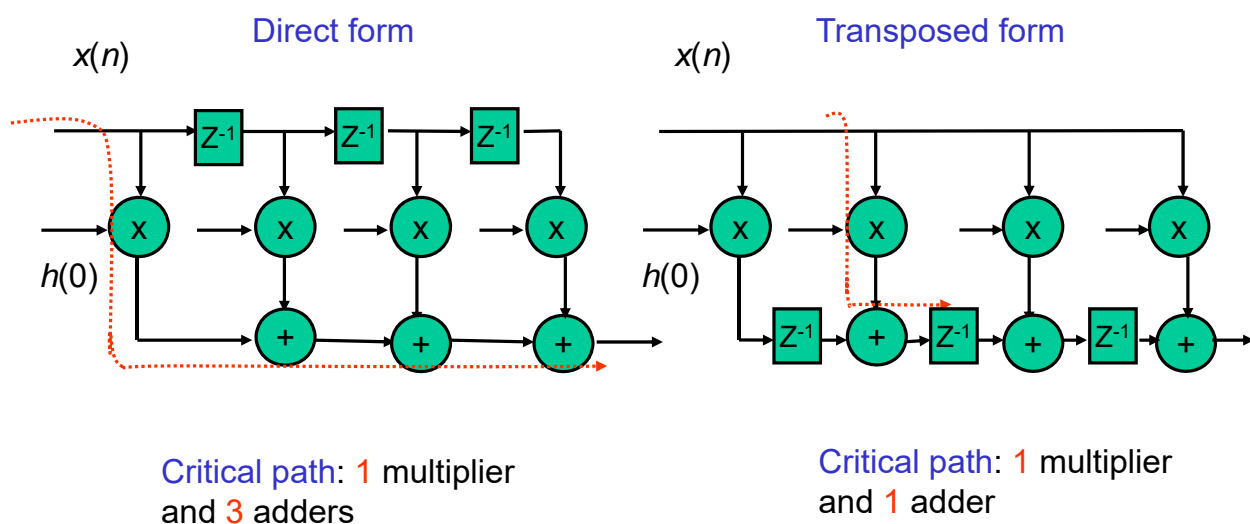 Direct form
Transposed form
x(n)
x(n)
Z-1
Z-1
Z-1
x
x
x
x
x
x
x
x
h(0)
h(0)
+
+
+
Z-1
+
Z-1
+
Z-1
+
Critical path: 1 multiplier
and 3 adders
Critical path: 1 multiplier
and 1 adder